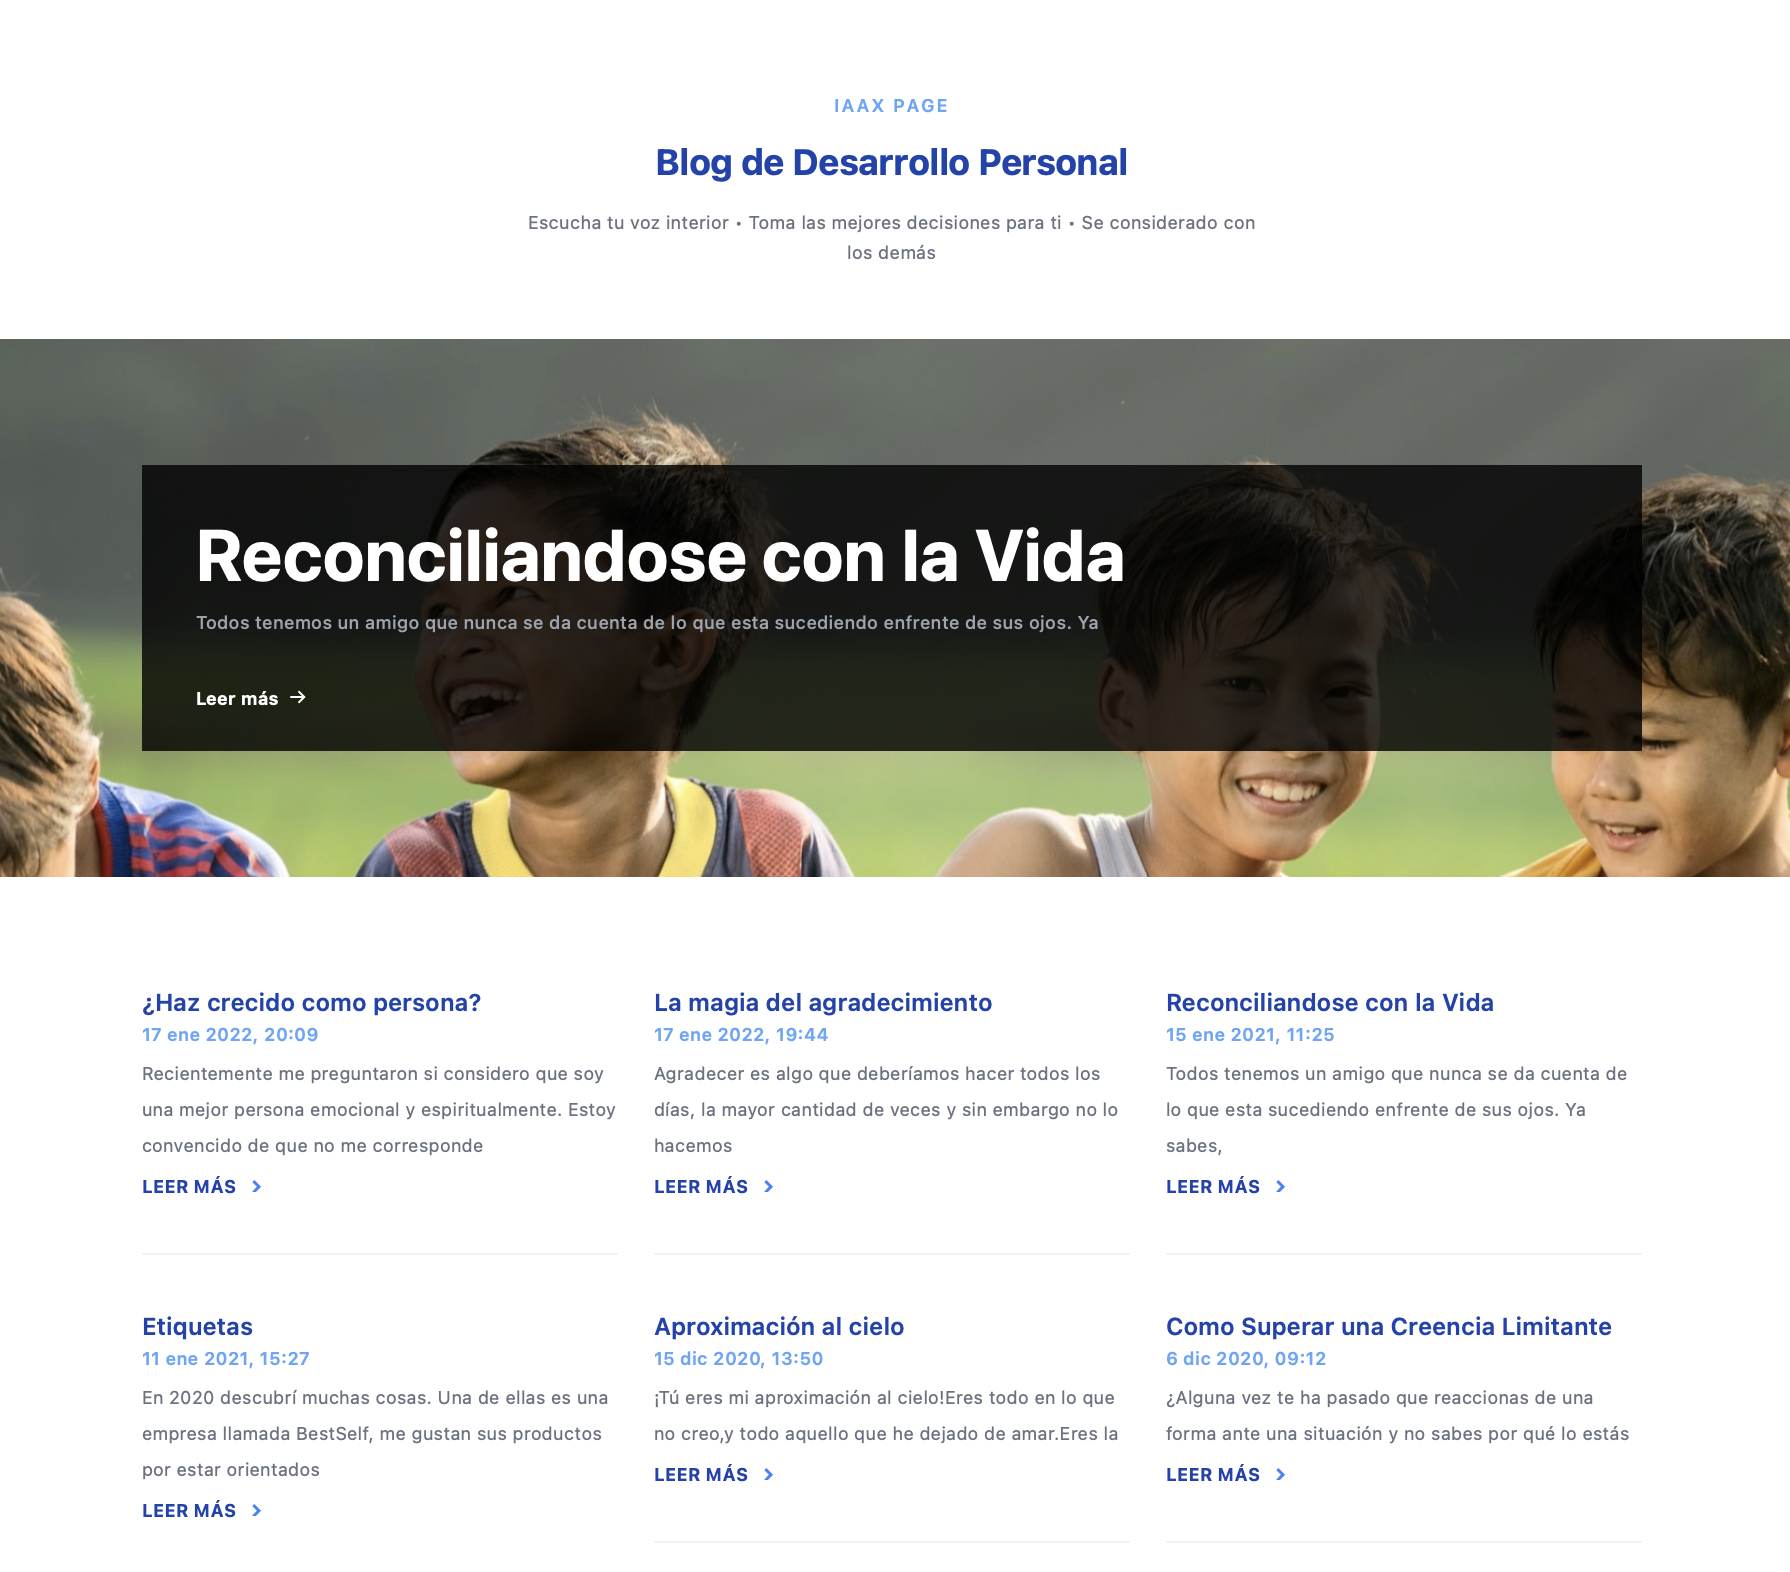 IAAX PAGE
Blog de Desarrollo Personal
Escucha tu voz interior • Toma las mejores decisiones para ti • Se considerado con
los demás
Reconciliandose con la Vida
Todos tenemos un amigo que nunca se da cuenta de lo que esta sucediendo enfrente de sus ojos. Ya
Leer más →
¿Haz crecido como persona?
17 ene 2022, 20:09
Recientemente me preguntaron si considero que soy
una mejor persona emocional y espiritualmente. Estoy
convencido de que no me corresponde
LEER MÁS >
La magia del agradecimiento
17 ene 2022, 19:44
Agradecer es algo que deberíamos hacer todos los
días, la mayor cantidad de veces y sin embargo no lo
hacemos
LEER MÁS >
Reconciliandose con la Vida
15 ene 2021, 11:25
Todos tenemos un amigo que nunca se da cuenta de
lo que esta sucediendo enfrente de sus ojos. Ya
sabes,
LEER MÁS >
Etiquetas
11 ene 2021, 15:27
En 2020 descubrí muchas cosas. Una de ellas es una
empresa llamada BestSelf, me gustan sus productos
por estar orientados
LEER MÁS >
Aproximación al cielo
15 dic 2020, 13:50
¡Tú eres mi aproximación al cielo!Eres todo en lo que
no creo,y todo aquello que he dejado de amar.Eres la
LEER MÁS >
Como Superar una Creencia Limitante
6 dic 2020, 09:12
¿Alguna vez te ha pasado que reaccionas de una
forma ante una situación y no sabes por qué lo estás
LEER MÁS >